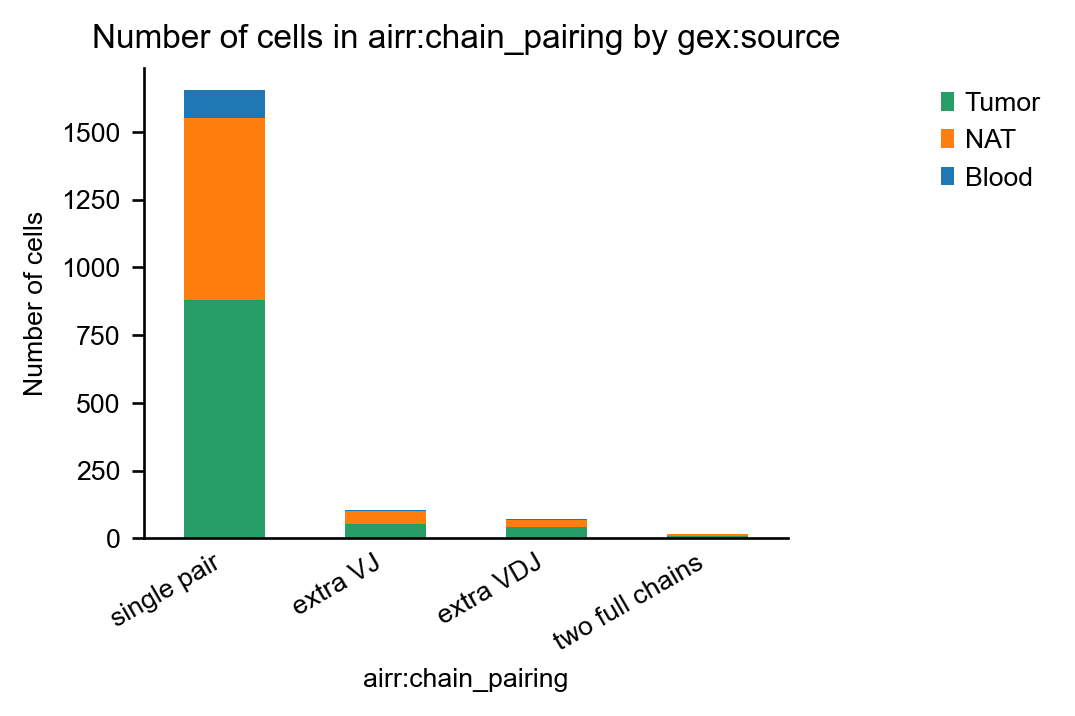 Number of cells in airr:chain_pairing by gex:source
Tumor
NAT
Blood
Number of cells
1500
1250
1000
750
500
250
0
single pair
extra VJ
extra VDJ
two full chains
airr:chain_pairing